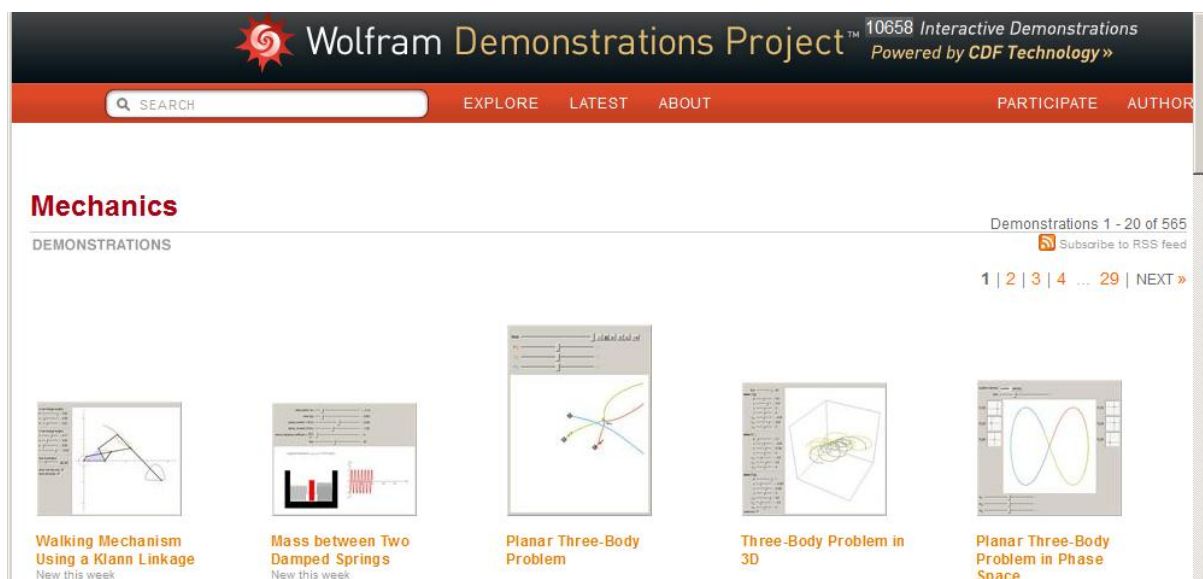 Wolfram Demonstrations Project™
10658 Interactive Demonstrations
Powered by CDF Technology »
SEARCH
EXPLORE LATEST ABOUT
PARTICIPATE AUTHOR
Mechanics
Demonstrations 1 - 20 of 565
DEMONSTRATIONS
Subscribe to RSS feed
1 | 2 | 3 | 4 ... 29 | NEXT »
Walking Mechanism
Using a Klann Linkage
New this week
Mass between Two
Damped Springs
New this week
Planar Three-Body
Problem
Three-Body Problem in
3D
Planar Three-Body
Problem in Phase
Space